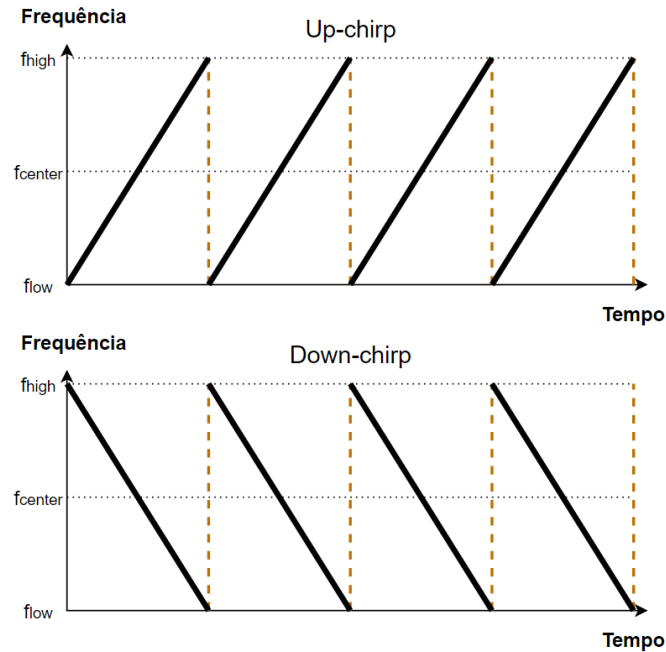 Frequência
Up-chirp
fhigh
fcenter
flow
Tempo
Frequência
Down-chirp
fhigh
fcenter
flow
Tempo